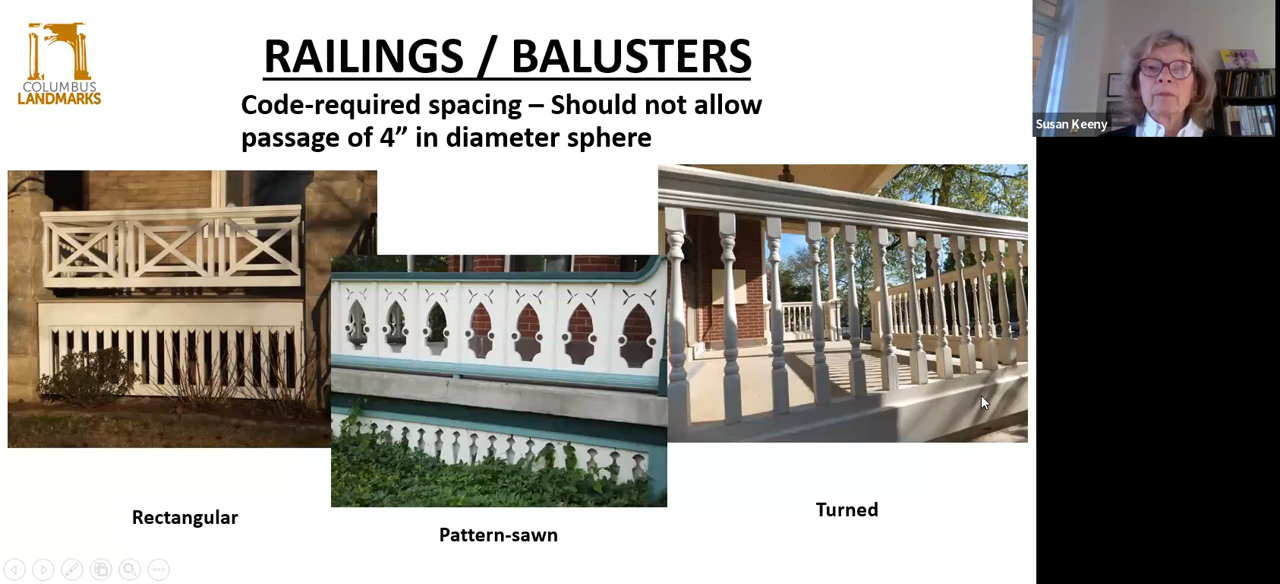 COLUMBUS
LANDMARKS
RAILINGS / BALUSTERS
Code-required spacing – Should not allow
passage of 4” in diameter sphere
Susan Keeny
Rectangular
Pattern-sawn
Turned